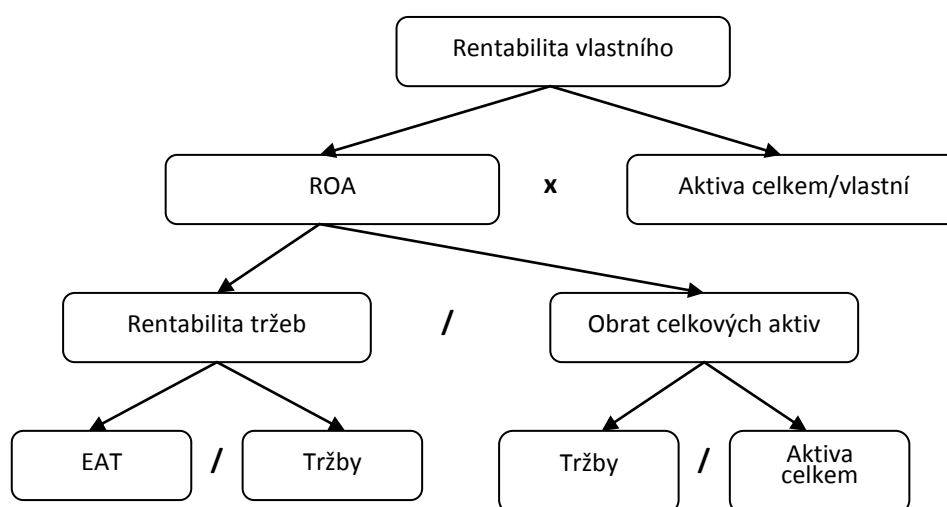 Rentabilita vlastního
ROA x Aktiva celkem/vlastní
Rentabilita tržeb / Obrat celkových aktiv
EAT / Tržby Tržby / Aktiva
celkem